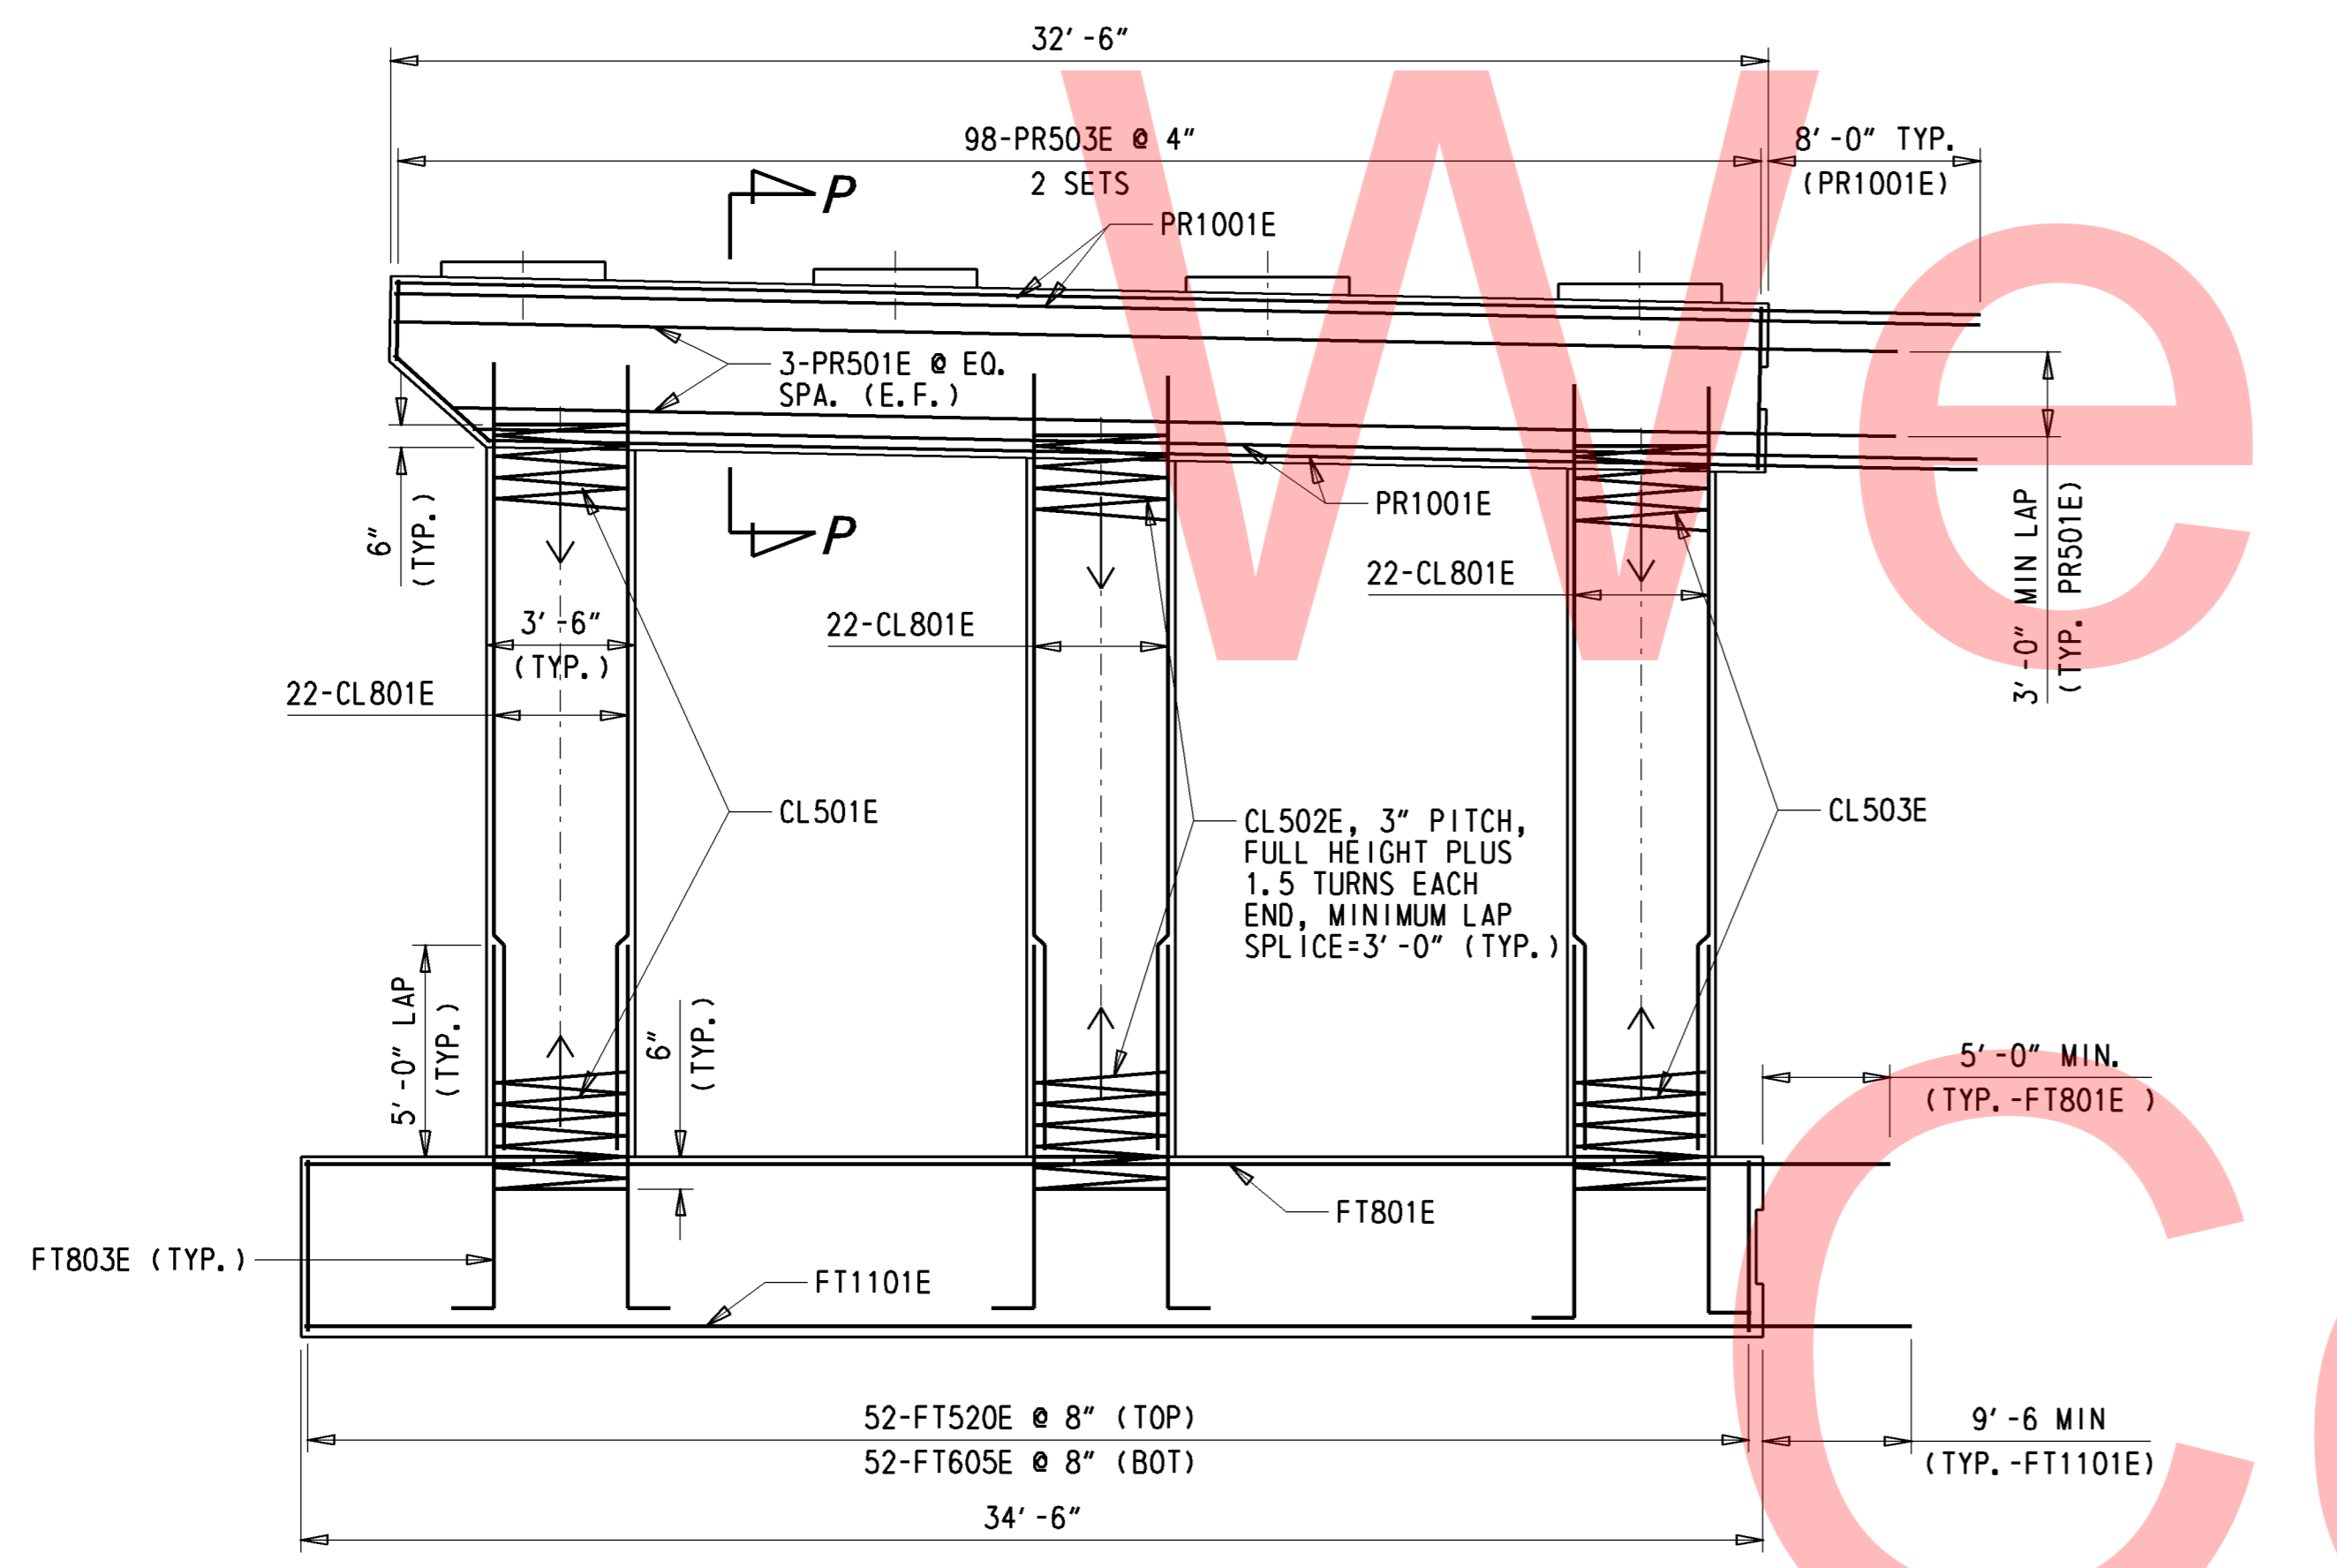 32'-6"
98-PR503E @ 4"
2 SETS
8'-0" TYP.
(PR1001E)
P
PR1001E
3-PR501E @ EQ.
SPA. (E.F.)
6"
(TYP.)
P
PR1001E
3'-0" MIN LAP
(TYP. PR501E)
22-CL801E
3'-6"
(TYP.)
22-CL801E
22-CL801E
CL501E
CL502E, 3" PITCH,
FULL HEIGHT PLUS
1.5 TURNS EACH
END, MINIMUM LAP
SPLICE=3'-0" (TYP.)
CL503E
5'-0" LAP
(TYP.)
6"
(TYP.)
5'-0" MIN.
(TYP.-FT801E )
FT801E
FT803E (TYP.)
FT1101E
52-FT520E @ 8" (TOP)
52-FT605E @ 8" (BOT)
9'-6 MIN
(TYP.-FT1101E)
34'-6"
We